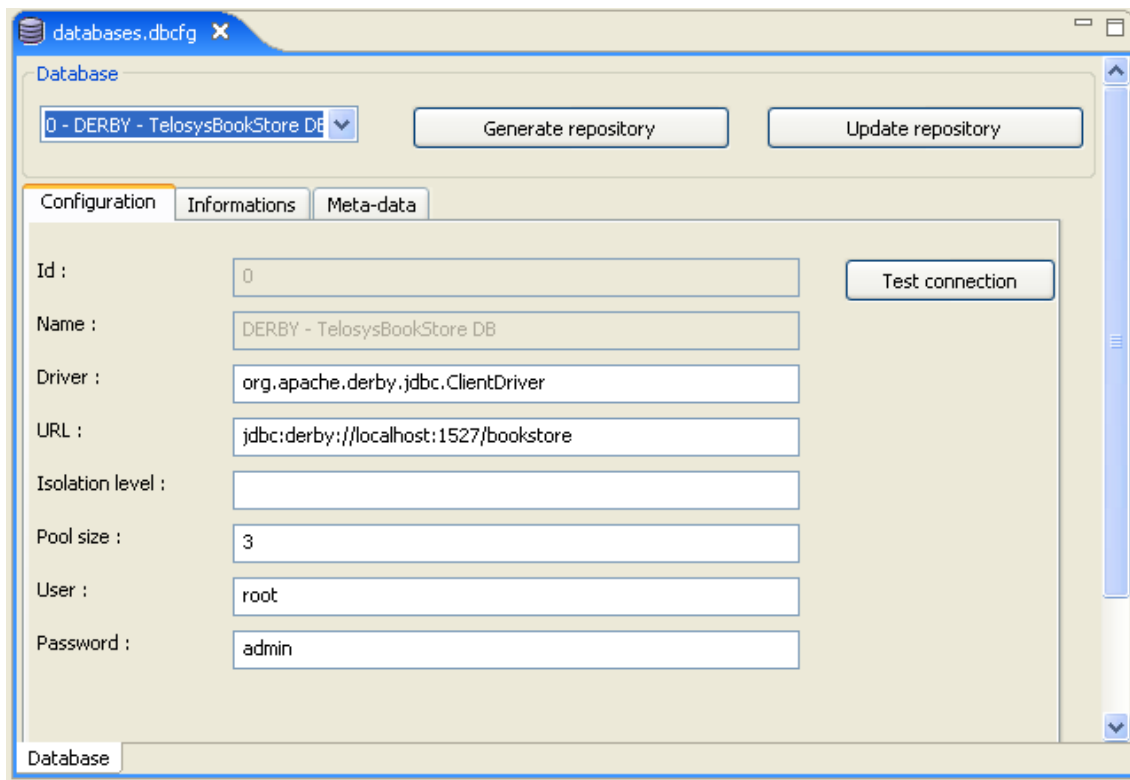 databases.dbcfg
Database
0 - DERBY - TelosysBookStore DB
Generate repository
Update repository
Configuration
Informations
Meta-data
Id :
0
Test connection
Name :
DERBY - TelosysBookStore DB
Driver :
org.apache.derby.jdbc.ClientDriver
URL :
jdbc:derby://localhost:1527/bookstore
Isolation level :
Pool size :
3
User :
root
Password :
admin
Database